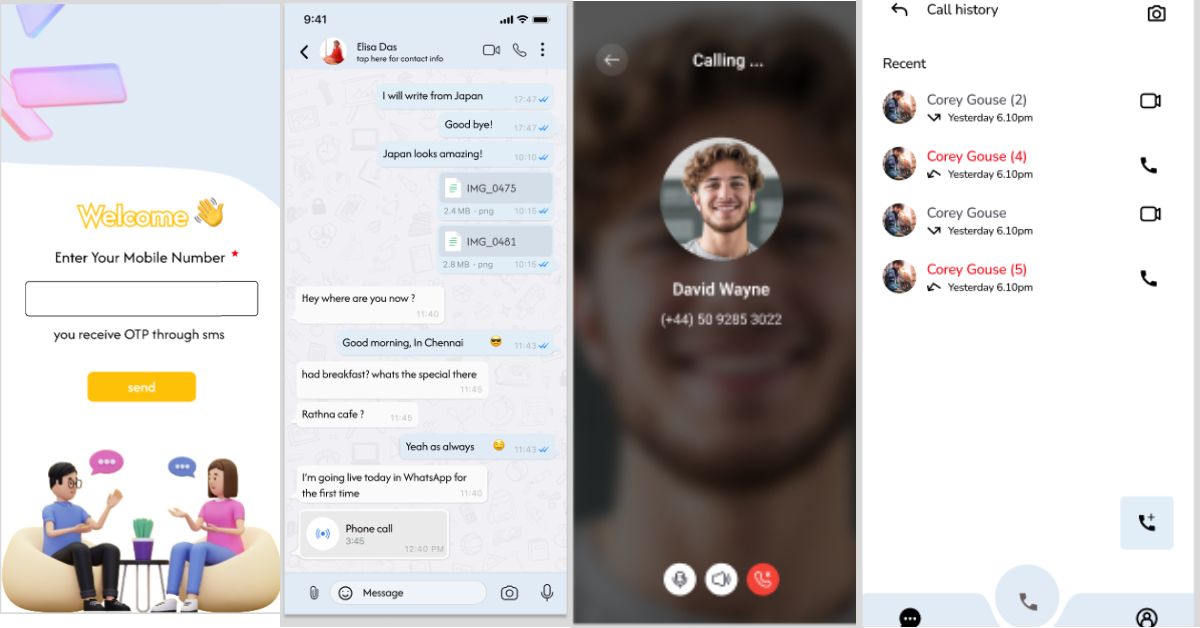 Welcome
Enter Your Mobile Number *
you receive OTP through sms
send
9:41
Elisa Das
tap here for contact info
I will write from Japan 17:47
Good bye! 17:47
Japan looks amazing! 10:10
IMG_0475
2.4 MB · png 10:15
IMG_0481
2.8 MB · png 10:15
Hey where are you now ?
11:40
Good morning, In Chennai 😎 11:43
had breakfast? whats the special there
11:45
Rathna cafe ? 11:45
Yeah as always 😋 11:43
I'm going live today in WhatsApp for
the first time 11:40
Phone call
3:45
12:40 PM
Message
Calling ...
David Wayne
(+44) 50 9285 3022
Call history
Recent
Corey Gouse (2)
Yesterday 6.10pm
Corey Gouse (4)
Yesterday 6.10pm
Corey Gouse
Yesterday 6.10pm
Corey Gouse (5)
Yesterday 6.10pm